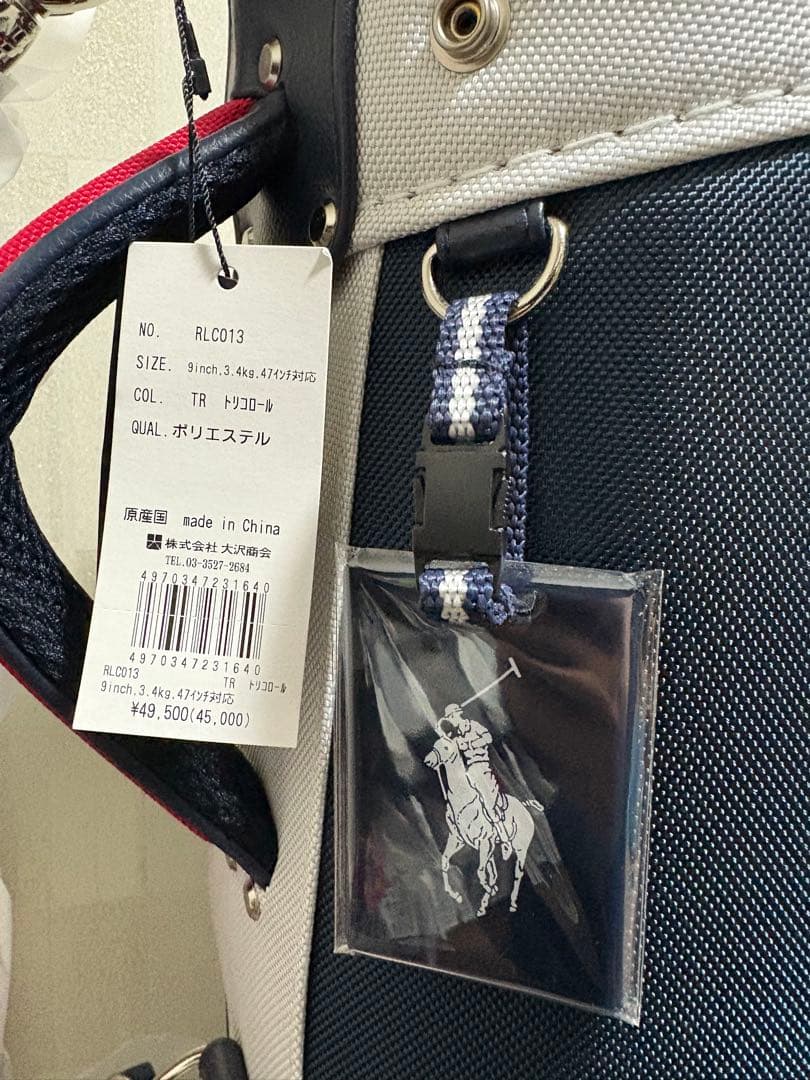 NO. RLC013
SIZE. 9inch,3.4kg,47インチ対応
COL. TR トリコロール
QUAL.ポリエステル
原産国 made in China
株式会社 大沢商会
TEL.03-3527-2684
4970347231640
4970347231640
RLC013
TR トリコロール
9inch,3.4kg,47インチ対応
¥49,500(45,000)